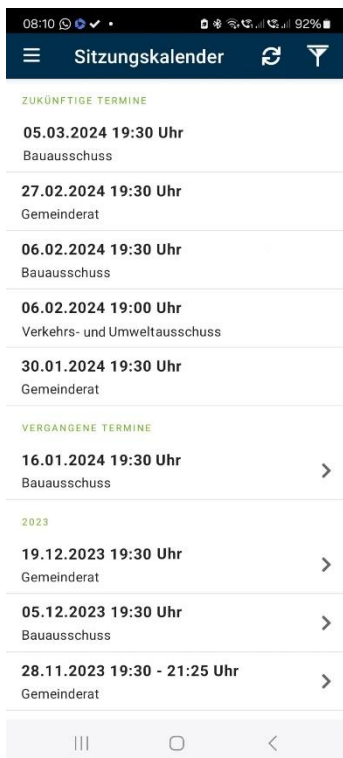 08:10 92%
Sitzungskalender
ZUKÜNFTIGE TERMINE
05.03.2024 19:30 Uhr
Bauausschuss
27.02.2024 19:30 Uhr
Gemeinderat
06.02.2024 19:30 Uhr
Bauausschuss
06.02.2024 19:00 Uhr
Verkehrs- und Umweltausschuss
30.01.2024 19:30 Uhr
Gemeinderat
VERGANGENE TERMINE
16.01.2024 19:30 Uhr
Bauausschuss
2023
19.12.2023 19:30 Uhr
Gemeinderat
05.12.2023 19:30 Uhr
Bauausschuss
28.11.2023 19:30 - 21:25 Uhr
Gemeinderat